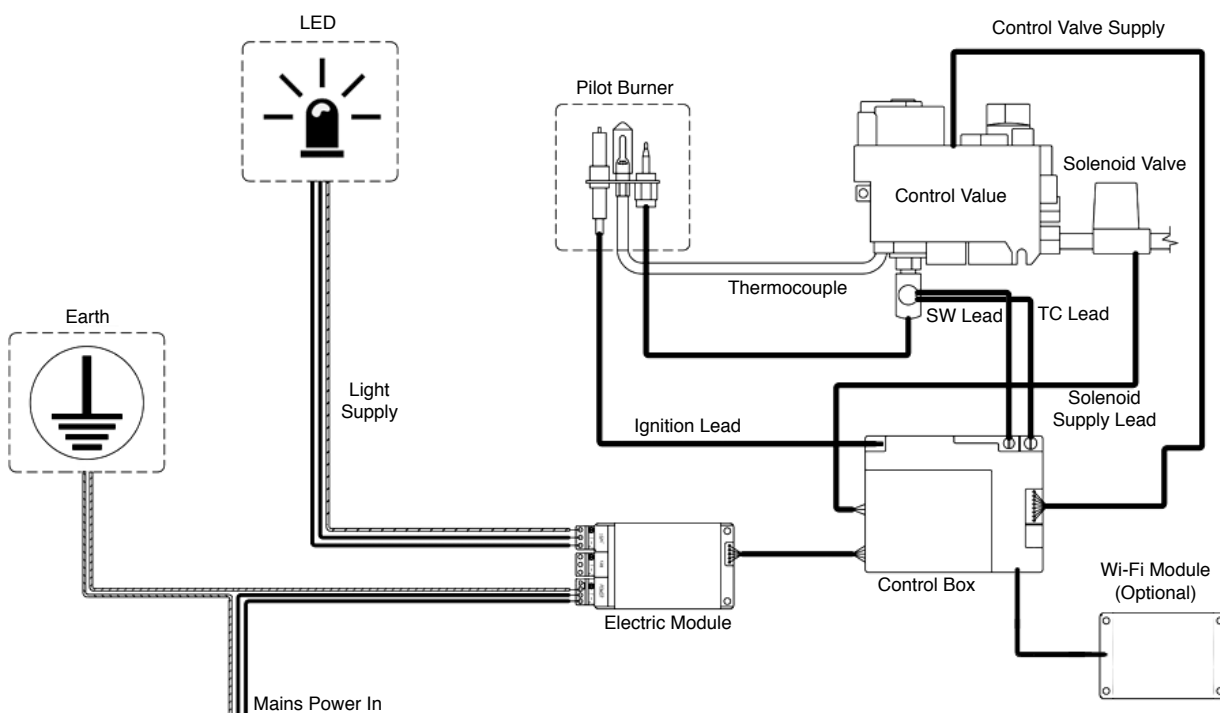 LED
Control Valve Supply
Pilot Burner
Solenoid Valve
Control Value
Thermocouple
SW Lead
TC Lead
Earth
Light
Supply
Solenoid
Supply Lead
Ignition Lead
Control Box
Wi-Fi Module
(Optional)
Electric Module
Mains Power In